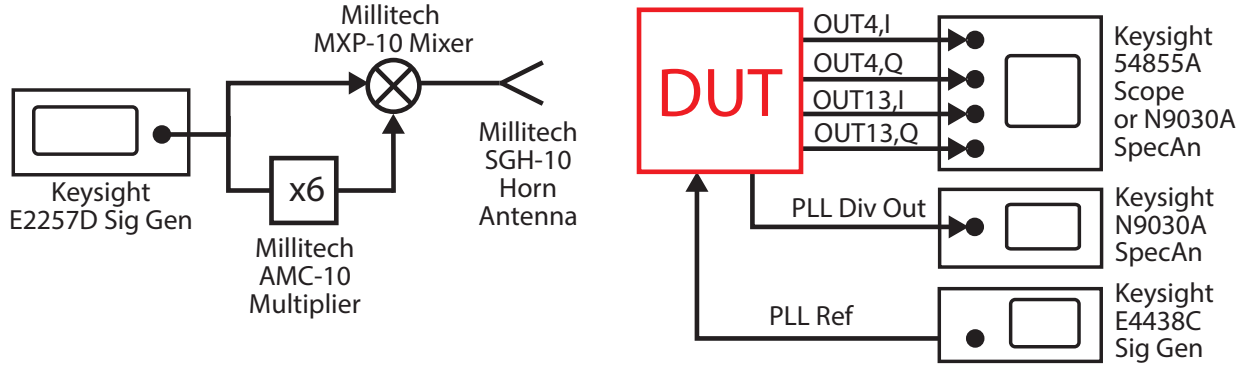 Millitech
MXP-10 Mixer
Keysight
E2257D Sig Gen
x6
Millitech
AMC-10
Multiplier
Millitech
SGH-10
Horn
Antenna
DUT
OUT4,I
OUT4,Q
OUT13,I
OUT13,Q
Keysight
54855A
Scope
or N9030A
SpecAn
PLL Div Out
Keysight
N9030A
SpecAn
PLL Ref
Keysight
E4438C
Sig Gen